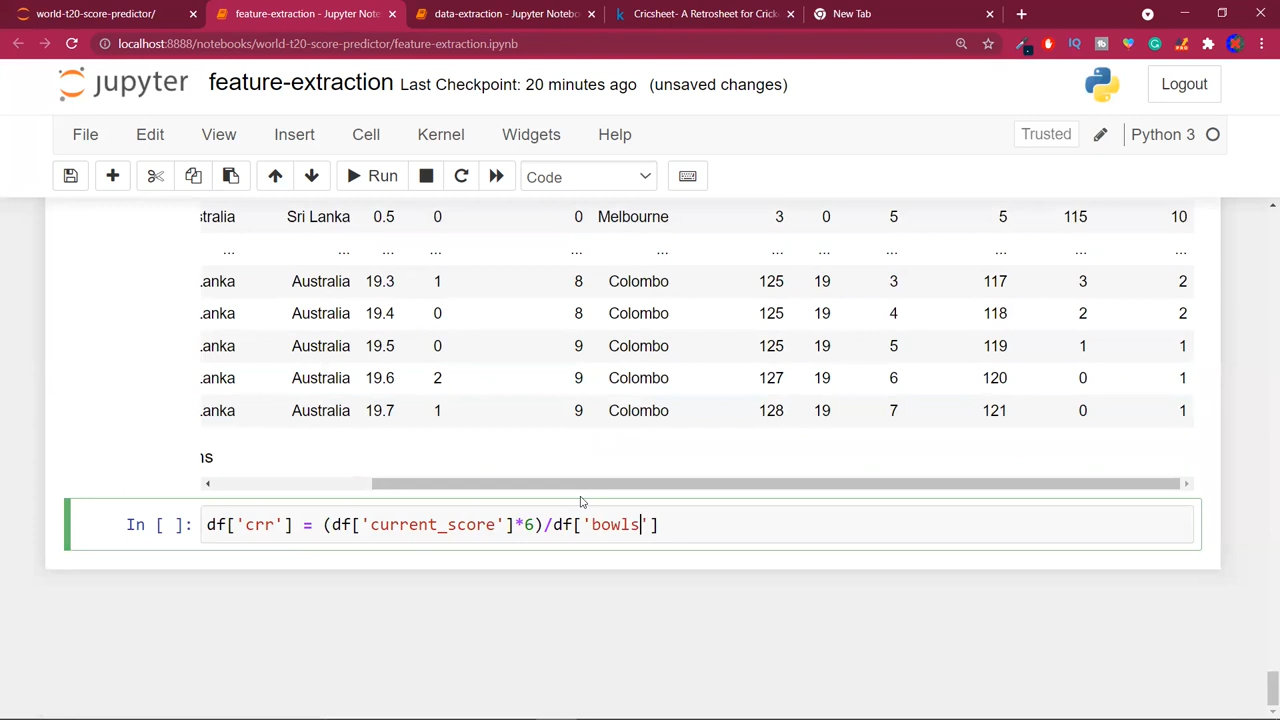 world-t20-score-predictor/ feature-extraction - Jupyter Not data-extraction - Jupyter Notebo Cricsheet- A Retrosheet for Crick New Tab
localhost:8888/notebooks/world-t20-score-predictor/feature-extraction.ipynb
jupyter feature-extraction Last Checkpoint: 20 minutes ago (unsaved changes) Logout
File Edit View Insert Cell Kernel Widgets Help Trusted Python 3
Run Code
stralia Sri Lanka 0.5 0 0 Melbourne 3 0 5 5 115 10
... ... ... ... ... ... ... ... ... ... ... ...
Lanka Australia 19.3 1 8 Colombo 125 19 3 117 3 2
Lanka Australia 19.4 0 8 Colombo 125 19 4 118 2 2
Lanka Australia 19.5 0 9 Colombo 125 19 5 119 1 1
Lanka Australia 19.6 2 9 Colombo 127 19 6 120 0 1
Lanka Australia 19.7 1 9 Colombo 128 19 7 121 0 1
ns
In [ ]: df['crr'] = (df['current_score']*6)/df['bowls']